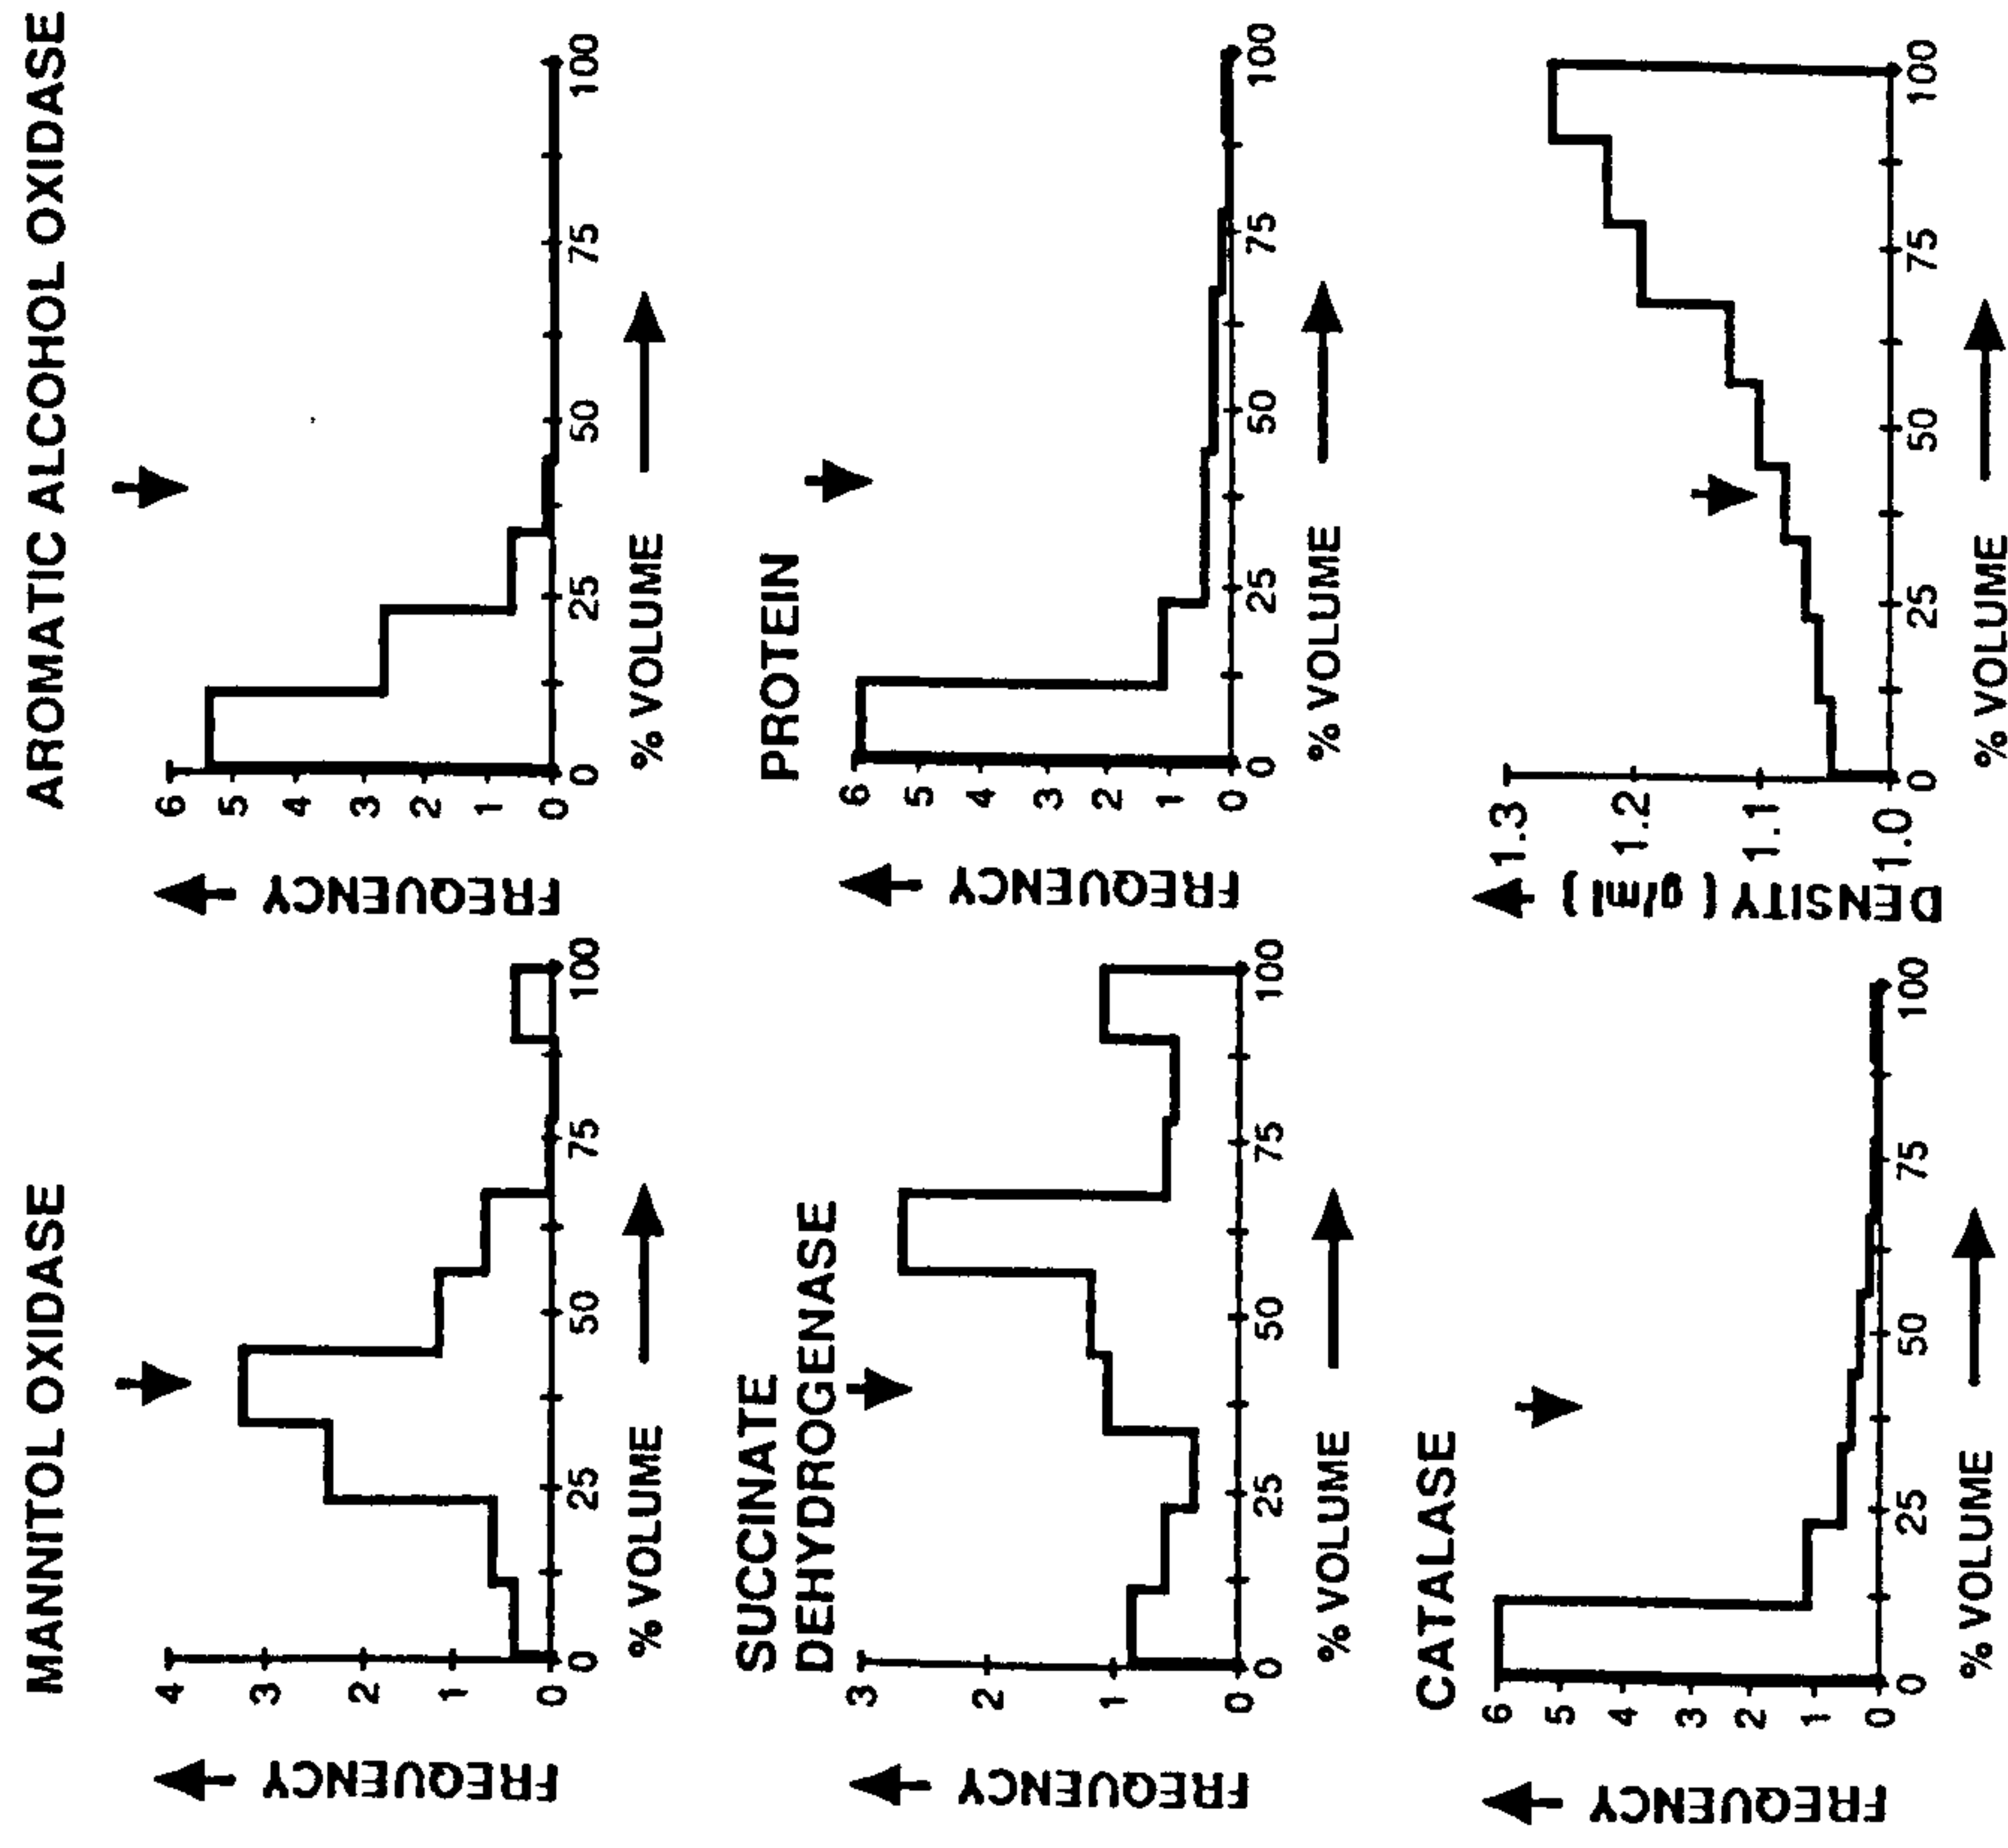 MANNITOL OXIDASE
FREQUENCY
4
3
2
1
0
0 25 50 75 100
% VOLUME
AROMATIC ALCOHOL OXIDASE
FREQUENCY
6
5
4
3
2
1
0
0 25 50 75 100
% VOLUME
SUCCINATE
DEHYDROGENASE
FREQUENCY
3
2
1
0
0 25 50 75 100
% VOLUME
PROTEIN
FREQUENCY
6
5
4
3
2
1
0
0 25 50 75 100
% VOLUME
CATALASE
FREQUENCY
6
5
4
3
2
1
0
0 25 50 75 100
% VOLUME
DENSITY ( g/ml )
1.3
1.2
1.1
1.0
0 25 50 75 100
% VOLUME